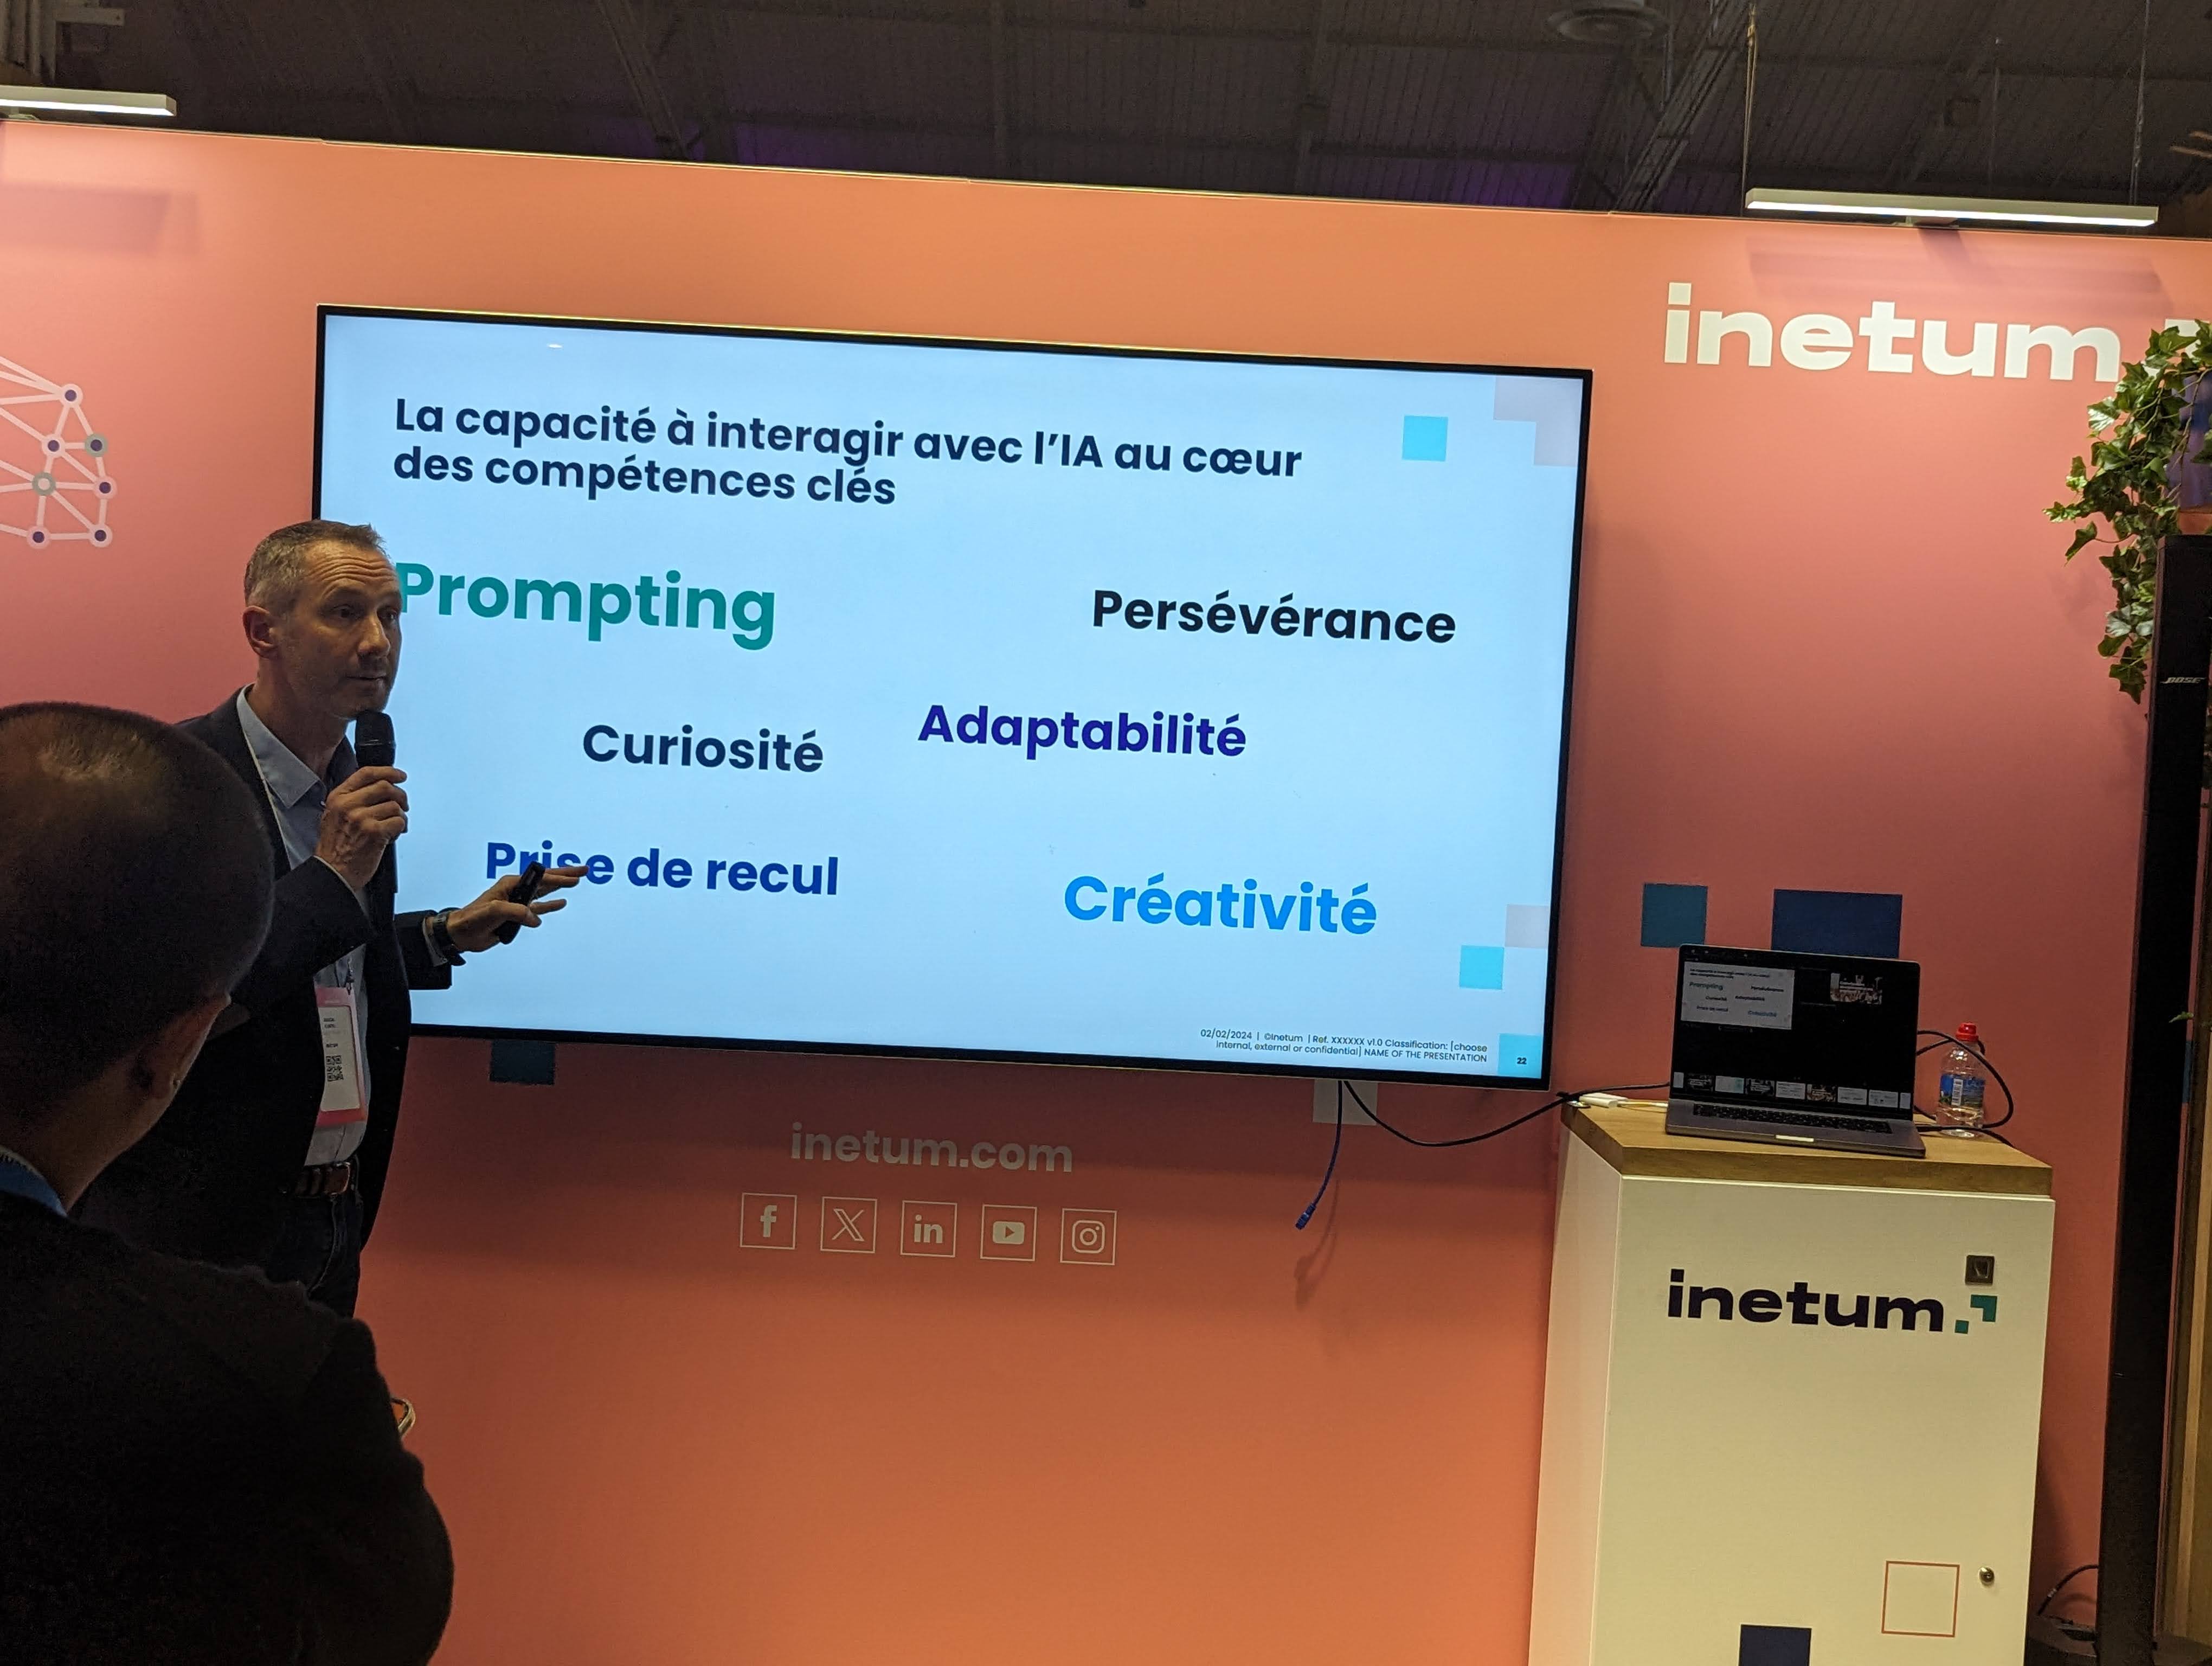 inetum
La capacité à interagir avec l'IA au cœur
des compétences clés
Prompting
Persévérance
Curiosité
Adaptabilité
Prise de recul
Créativité
02/02/2024 | ©Inetum | Ref. XXXXXX v1.0 Classification: [choose
internal, external or confidential] NAME OF THE PRESENTATION
22
BOSE
inetum.com
f X in
inetum